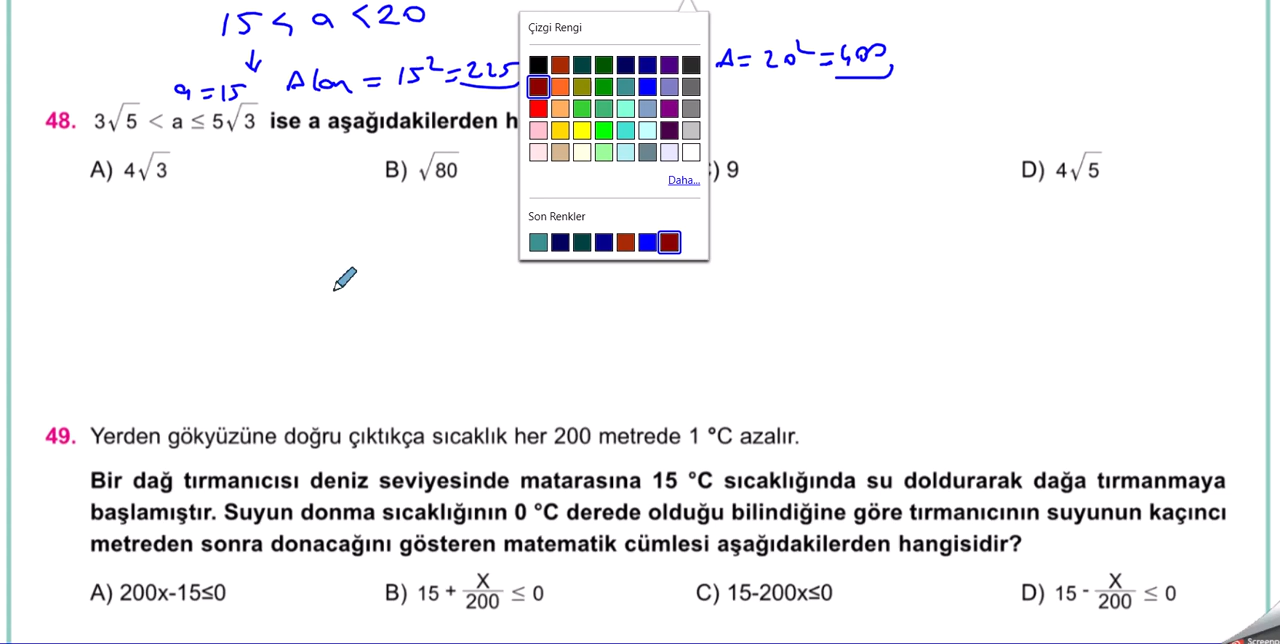 15 < a < 20
↓
a = 15 Alan = 15² = 225 A = 20² = 400
48. 3√5 < a ≤ 5√3 ise a aşağıdakilerden h
A) 4√3 B) √80 ) 9 D) 4√5
Çizgi Rengi
Daha...
Son Renkler
49. Yerden gökyüzüne doğru çıktıkça sıcaklık her 200 metrede 1 °C azalır.
Bir dağ tırmanıcısı deniz seviyesinde matarasına 15 °C sıcaklığında su doldurarak dağa tırmanmaya
başlamıştır. Suyun donma sıcaklığının 0 °C derede olduğu bilindiğine göre tırmanıcının suyunun kaçıncı
metreden sonra donacağını gösteren matematik cümlesi aşağıdakilerden hangisidir?
A) 200x-15≤0 B) 15 + X/200 ≤ 0 C) 15-200x≤0 D) 15 - X/200 ≤ 0